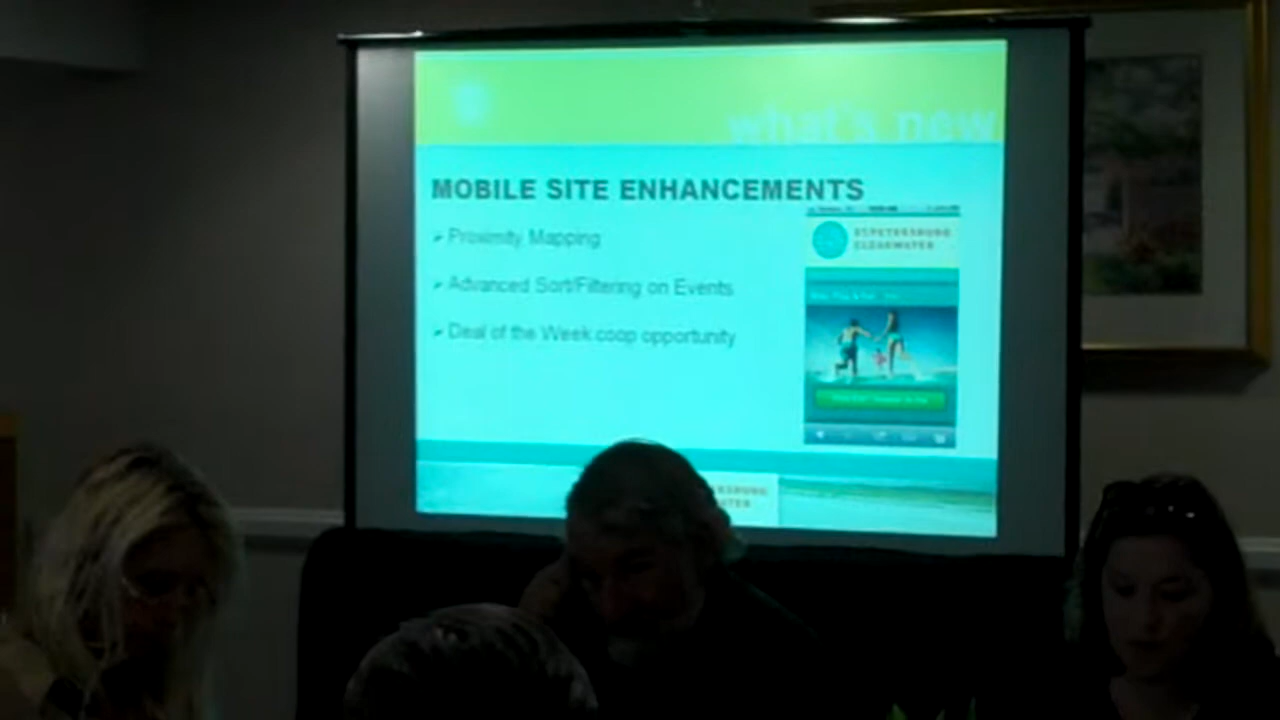 what's new
MOBILE SITE ENHANCEMENTS
➢ Proximity Mapping
➢ Advanced Sort/Filtering on Events
➢ Deal of the Week coop opportunity
ST.PETERSBURG
CLEARWATER